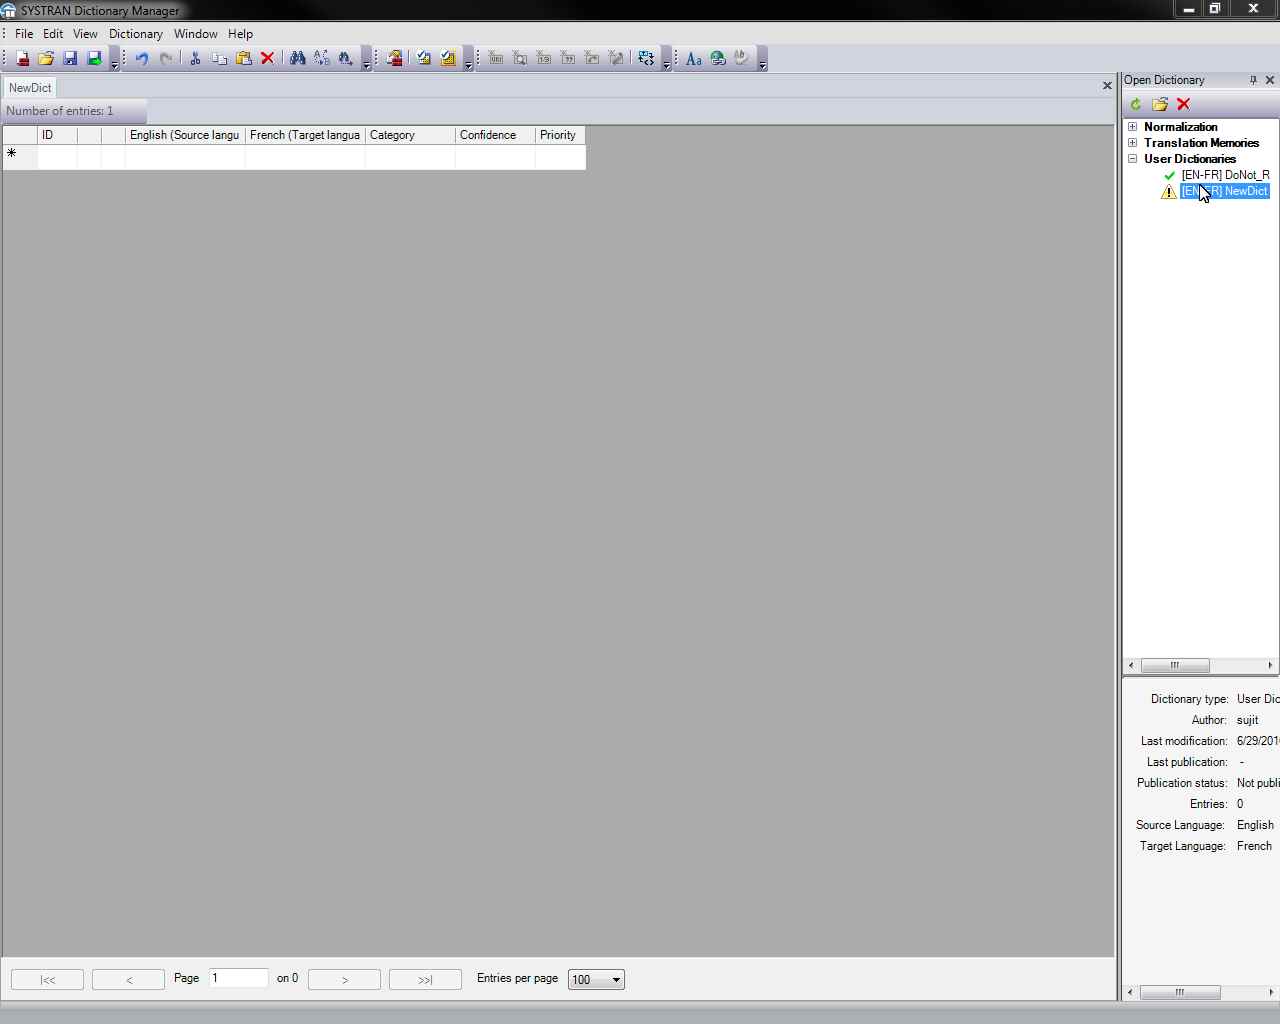 SYSTRAN Dictionary Manager
File Edit View Dictionary Window Help
NewDict
Number of entries: 1
ID English (Source langu French (Target langua Category Confidence Priority
|<< < Page 1 on 0 > >>| Entries per page 100
Open Dictionary
Normalization
Translation Memories
User Dictionaries
[EN-FR] DoNot_R
[EN-FR] NewDict
Dictionary type: User Dic
Author: sujit
Last modification: 6/29/201
Last publication: -
Publication status: Not publi
Entries: 0
Source Language: English
Target Language: French